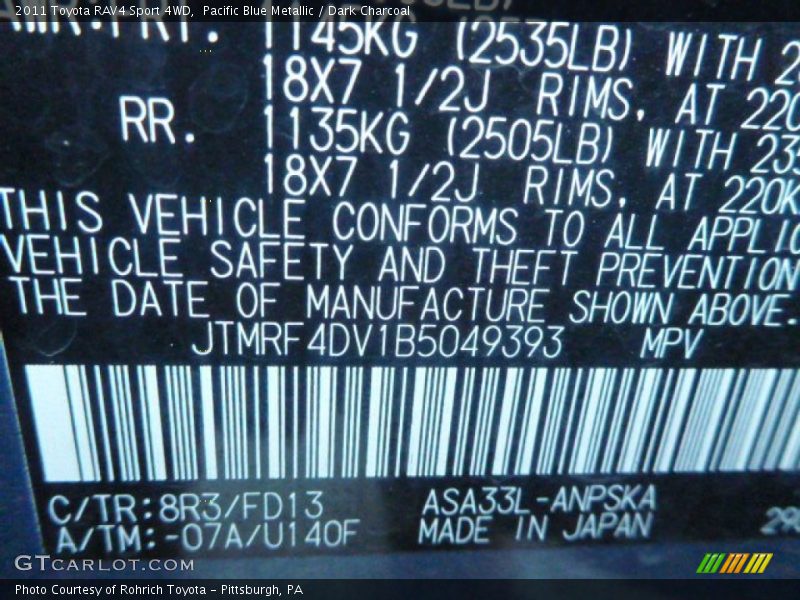 2011 Toyota RAV4 Sport 4WD, Pacific Blue Metallic / Dark Charcoal
1145KG (2535LB) WITH
18X7 1/2J RIMS, AT
RR. 1135KG (2505LB) WITH
18X7 1/2J RIMS, AT 220K
THIS VEHICLE CONFORMS TO ALL APPLIC
VEHICLE SAFETY AND THEFT PREVENTION
THE DATE OF MANUFACTURE SHOWN ABOVE.
JTMRF4DV1B5049393 MPV
C/TR:8R3/FD13 ASA33L-ANPSKA
A/TM:-07A/U140F MADE IN JAPAN
GTCARLOT.COM
Photo Courtesy of Rohrich Toyota - Pittsburgh, PA